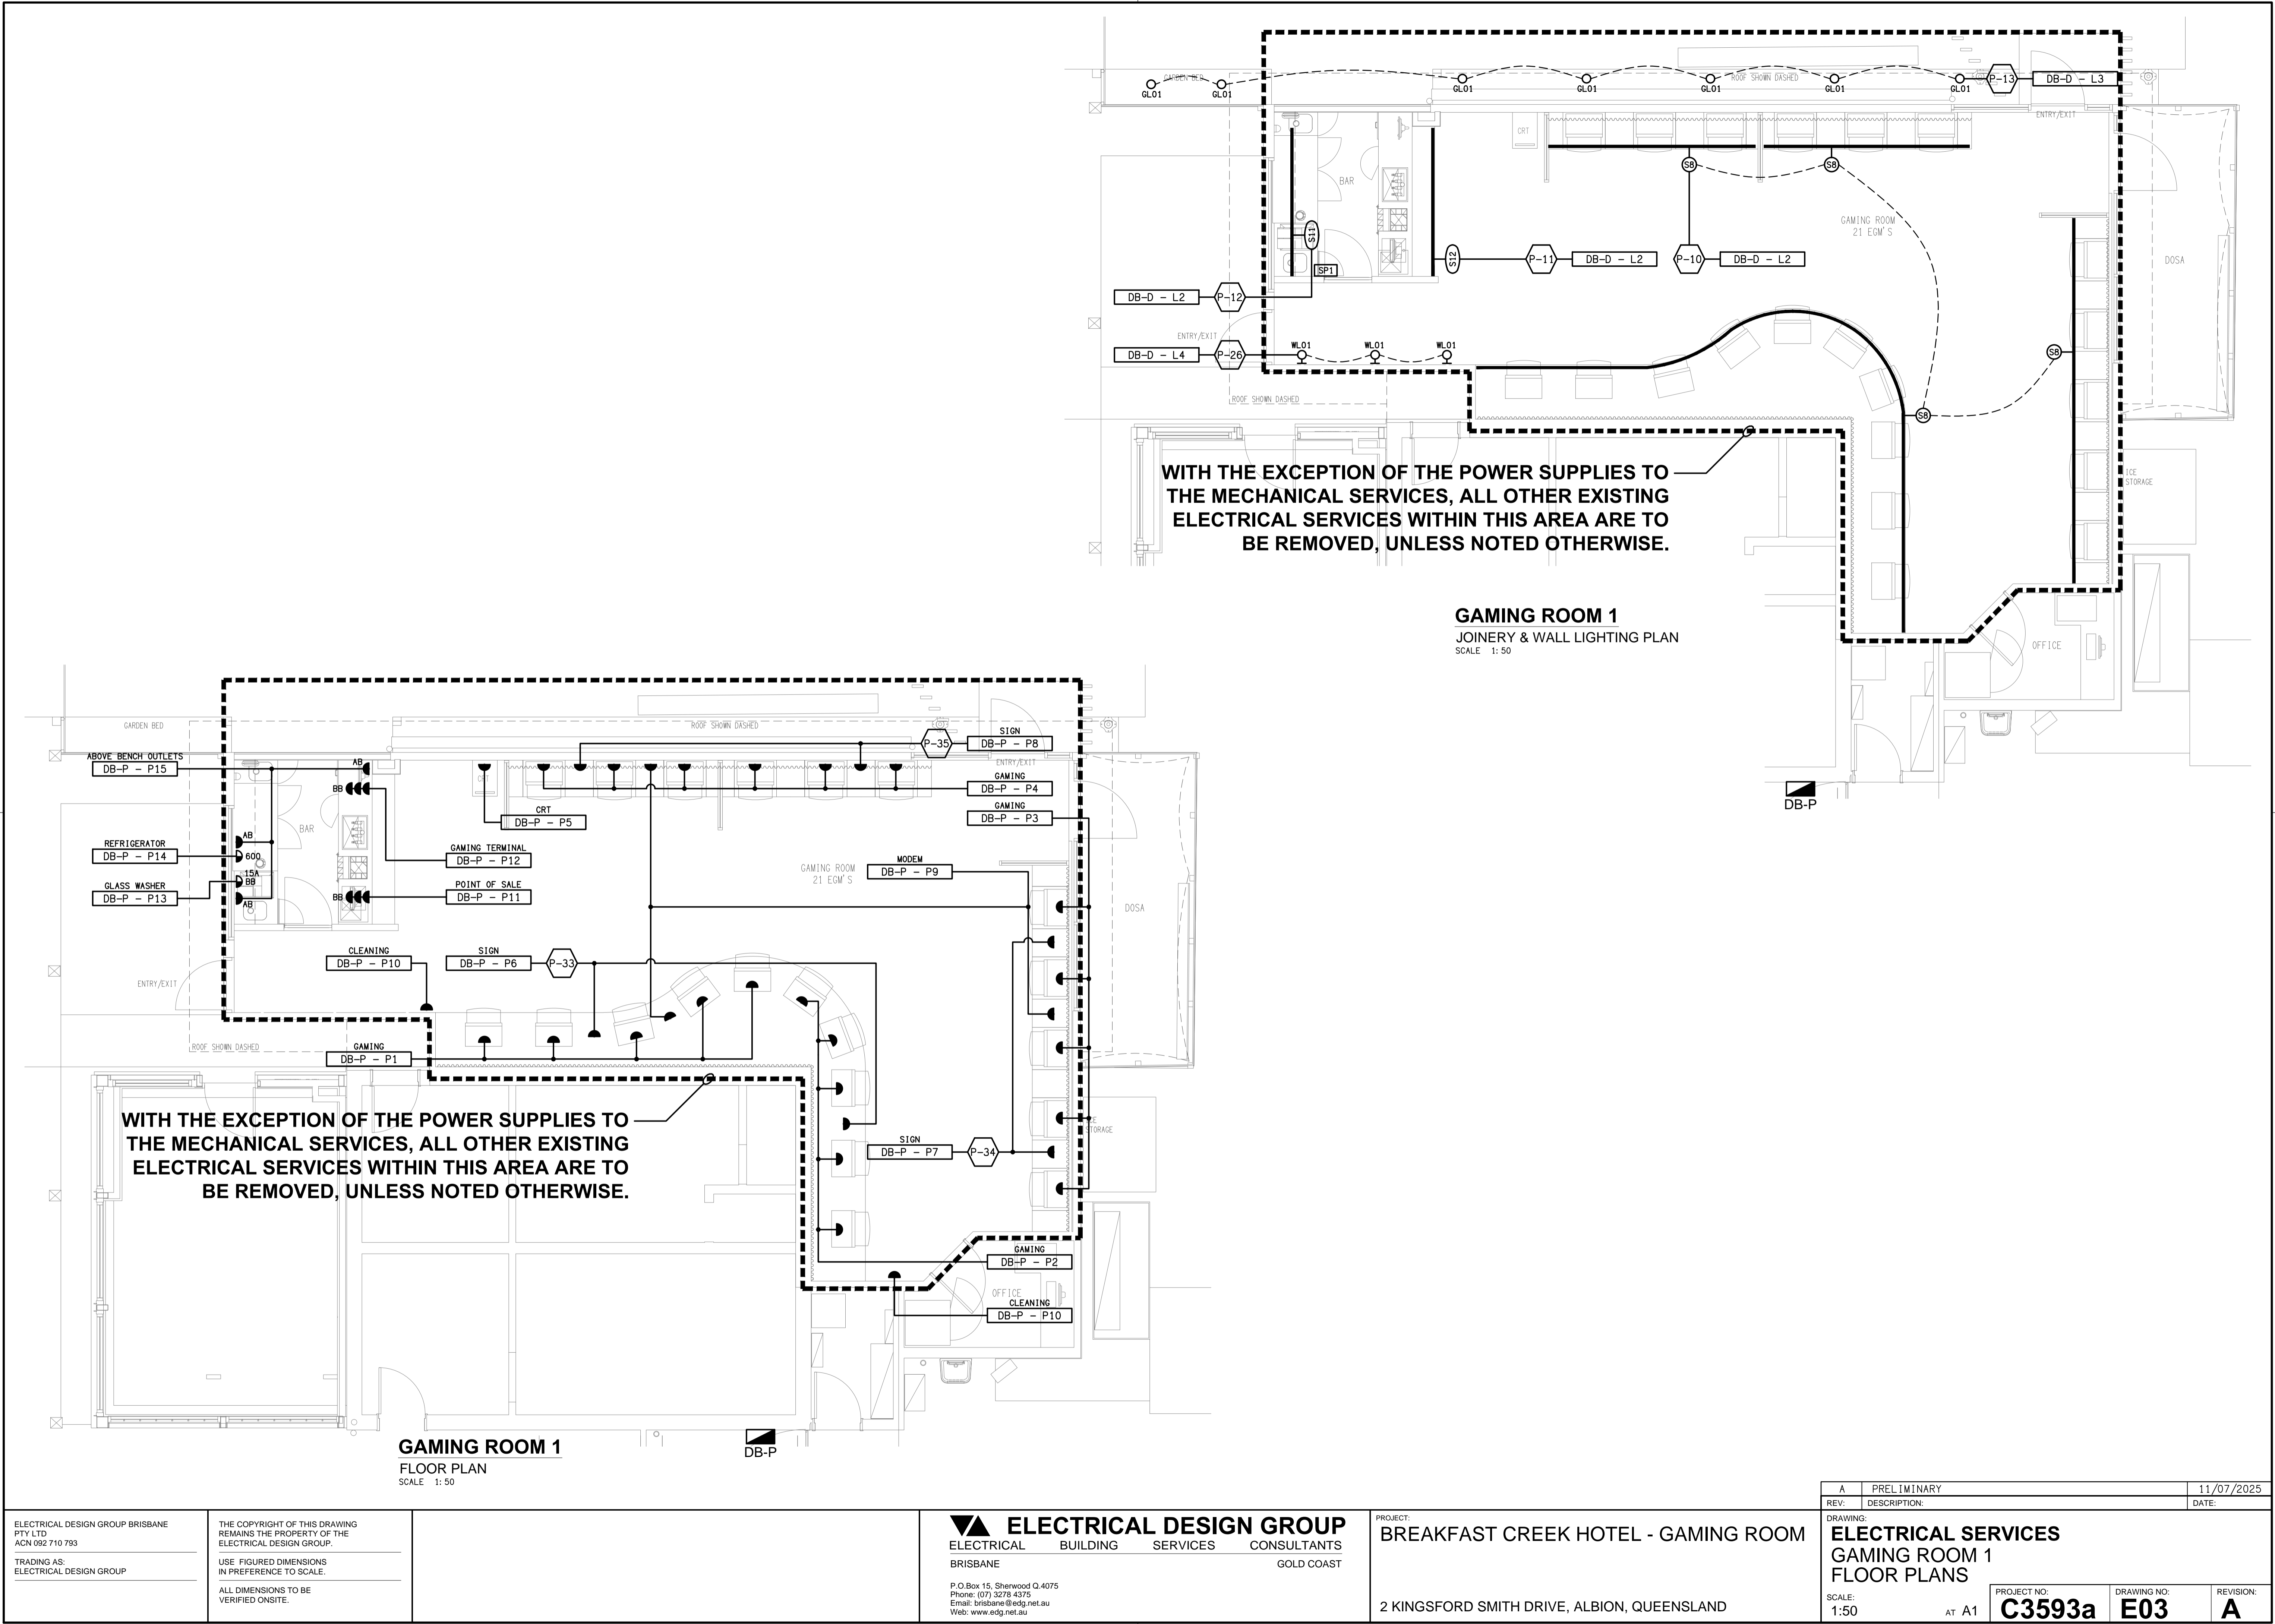 GARDEN BED
ROOF SHOWN DASHED
GL01
GL01
GL01
GL01
GL01
GL01
GL01
P-13
DB-D - L3
ENTRY/EXIT
CRT
BAR
S8
S8
GAMING ROOM
21 EGM'S
DOSA
S11
S12
SP1
P-11
DB-D - L2
P-10
DB-D - L2
DB-D - L2
P-12
ENTRY/EXIT
DB-D - L4
P-26
WL01
WL01
WL01
S8
ROOF SHOWN DASHED
S8
WITH THE EXCEPTION OF THE POWER SUPPLIES TO
THE MECHANICAL SERVICES, ALL OTHER EXISTING
ELECTRICAL SERVICES WITHIN THIS AREA ARE TO
BE REMOVED, UNLESS NOTED OTHERWISE.
ICE
STORAGE
GAMING ROOM 1
JOINERY & WALL LIGHTING PLAN
SCALE 1:50
OFFICE
DB-P
GARDEN BED
ROOF SHOWN DASHED
SIGN
P-35
DB-P - P8
ABOVE BENCH OUTLETS
DB-P - P15
AB
ENTRY/EXIT
CRT
GAMING
DB-P - P4
BB
GAMING
DB-P - P3
CRT
DB-P - P5
BAR
AB
REFRIGERATOR
DB-P - P14
600
GAMING TERMINAL
DB-P - P12
MODEM
DB-P - P9
GAMING ROOM
21 EGM'S
15A
BB
GLASS WASHER
DB-P - P13
AB
BB
POINT OF SALE
DB-P - P11
DOSA
CLEANING
DB-P - P10
SIGN
DB-P - P6
P-33
ENTRY/EXIT
ROOF SHOWN DASHED
GAMING
DB-P - P1
WITH THE EXCEPTION OF THE POWER SUPPLIES TO
THE MECHANICAL SERVICES, ALL OTHER EXISTING
ELECTRICAL SERVICES WITHIN THIS AREA ARE TO
BE REMOVED, UNLESS NOTED OTHERWISE.
ICE
STORAGE
SIGN
DB-P - P7
P-34
GAMING
DB-P - P2
OFFICE
CLEANING
DB-P - P10
GAMING ROOM 1
FLOOR PLAN
SCALE 1:50
DB-P
A PRELIMINARY 11/07/2025
REV: DESCRIPTION: DATE:
ELECTRICAL DESIGN GROUP BRISBANE
PTY LTD
ACN 092 710 793
TRADING AS:
ELECTRICAL DESIGN GROUP
THE COPYRIGHT OF THIS DRAWING
REMAINS THE PROPERTY OF THE
ELECTRICAL DESIGN GROUP.
USE FIGURED DIMENSIONS
IN PREFERENCE TO SCALE.
ALL DIMENSIONS TO BE
VERIFIED ONSITE.
ELECTRICAL DESIGN GROUP
ELECTRICAL BUILDING SERVICES CONSULTANTS
BRISBANE GOLD COAST
P.O.Box 15, Sherwood Q.4075
Phone: (07) 3278 4375
Email: brisbane@edg.net.au
Web: www.edg.net.au
PROJECT:
BREAKFAST CREEK HOTEL - GAMING ROOM
2 KINGSFORD SMITH DRIVE, ALBION, QUEENSLAND
DRAWING:
ELECTRICAL SERVICES
GAMING ROOM 1
FLOOR PLANS
SCALE:
1:50 AT A1
PROJECT NO:
C3593a
DRAWING NO:
E03
REVISION:
A